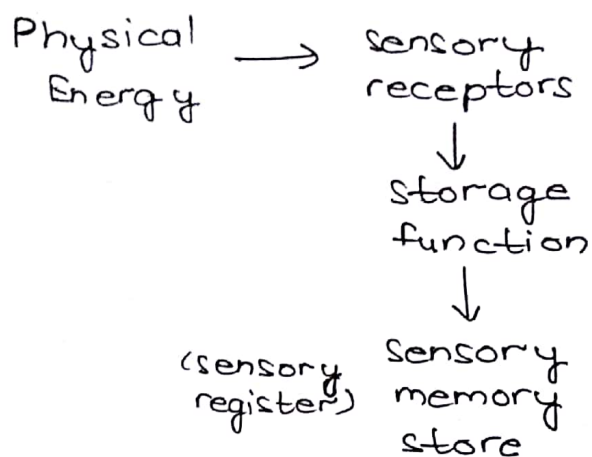 Physical
Energy
sensory
receptors
storage
function
(sensory
register)
sensory
memory
store